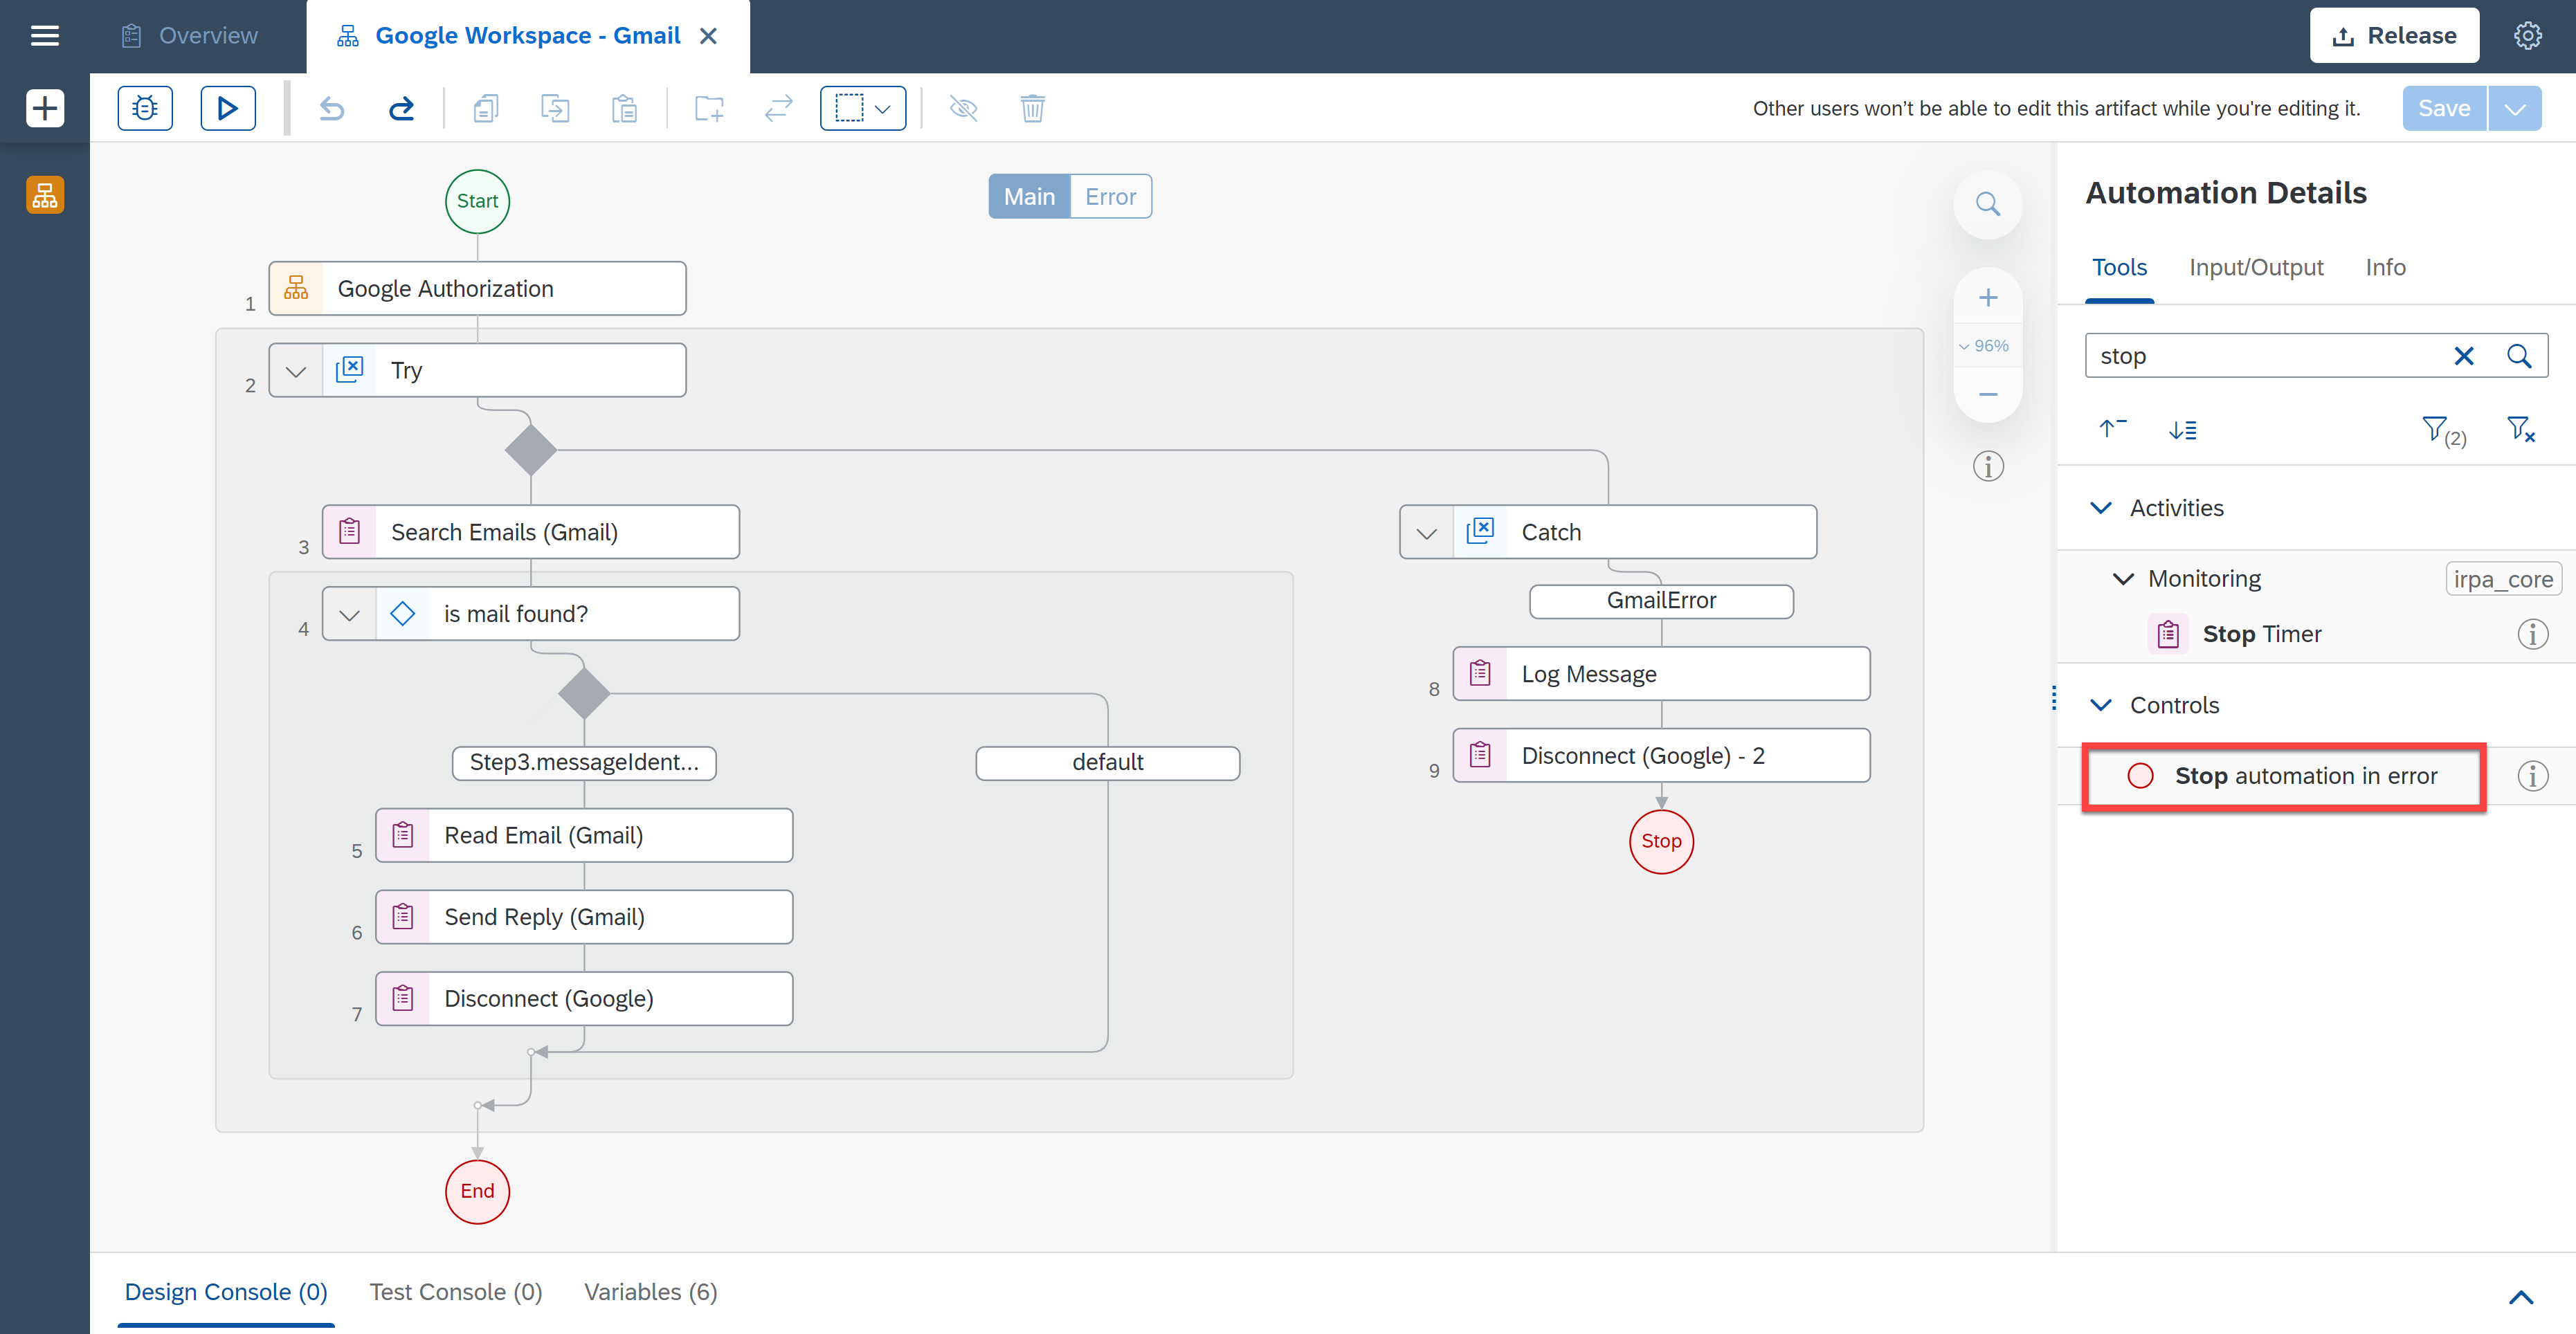 Overview
Google Workspace - Gmail
Release
Other users won't be able to edit this artifact while you're editing it.
Save
Start
Main
Error
1
Google Authorization
2
Try
96%
3
Search Emails (Gmail)
Catch
4
is mail found?
GmailError
8
Log Message
Step3.messageIdent...
default
9
Disconnect (Google) - 2
5
Read Email (Gmail)
Stop
6
Send Reply (Gmail)
7
Disconnect (Google)
End
Automation Details
Tools
Input/Output
Info
stop
(2)
Activities
Monitoring
irpa_core
Stop Timer
Controls
Stop automation in error
Design Console (0)
Test Console (0)
Variables (6)